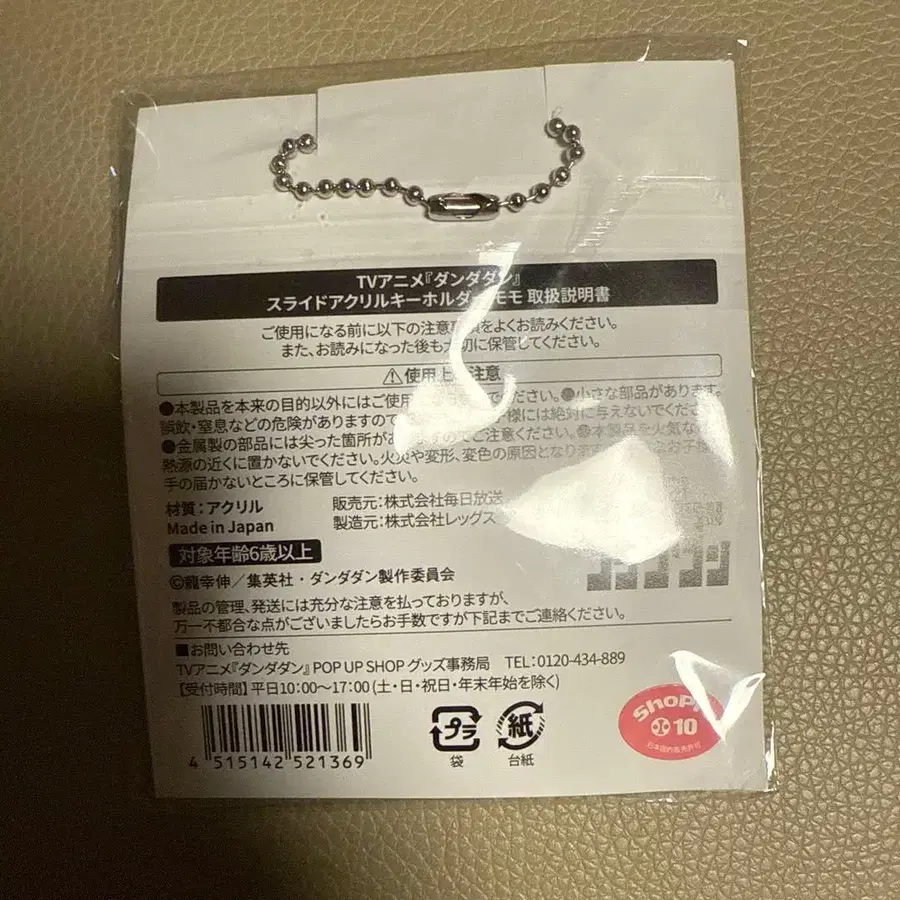 TVアニメ『ダンダダン』
スライドアクリルキーホルダー モモ 取扱説明書
ご使用になる前に以下の注意事項をよくお読みください。
また、お読みになった後も大切に保管してください。
使用上の注意
●本製品を本来の目的以外にはご使用 ください。●小さな部品があります。
誤飲・窒息などの危険がありますので 様には絶対に与えないでください
●金属製の部品には尖った箇所が ますのでご注意ください。●本製品を火気な
熱源の近くに置かないでください。火災や変形、変色の原因となり お子様
手の届かないところに保管してください。
材質：アクリル
Made in Japan
販売元：株式会社毎日放送
製造元：株式会社レッグス
対象年齢6歳以上
©龍幸伸／集英社・ダンダダン製作委員会
製品の管理、発送には充分な注意を払っておりますが、
万一不都合な点がございましたらお手数ですが下記までご連絡ください。
■お問い合わせ先
TVアニメ『ダンダダン』POP UP SHOP グッズ事務局 TEL：0120-434-889
【受付時間】平日10：00～17：00（土・日・祝日・年末年始を除く）
4 515142 521369
プラ
袋
紙
台紙
10
日本国内販売許可